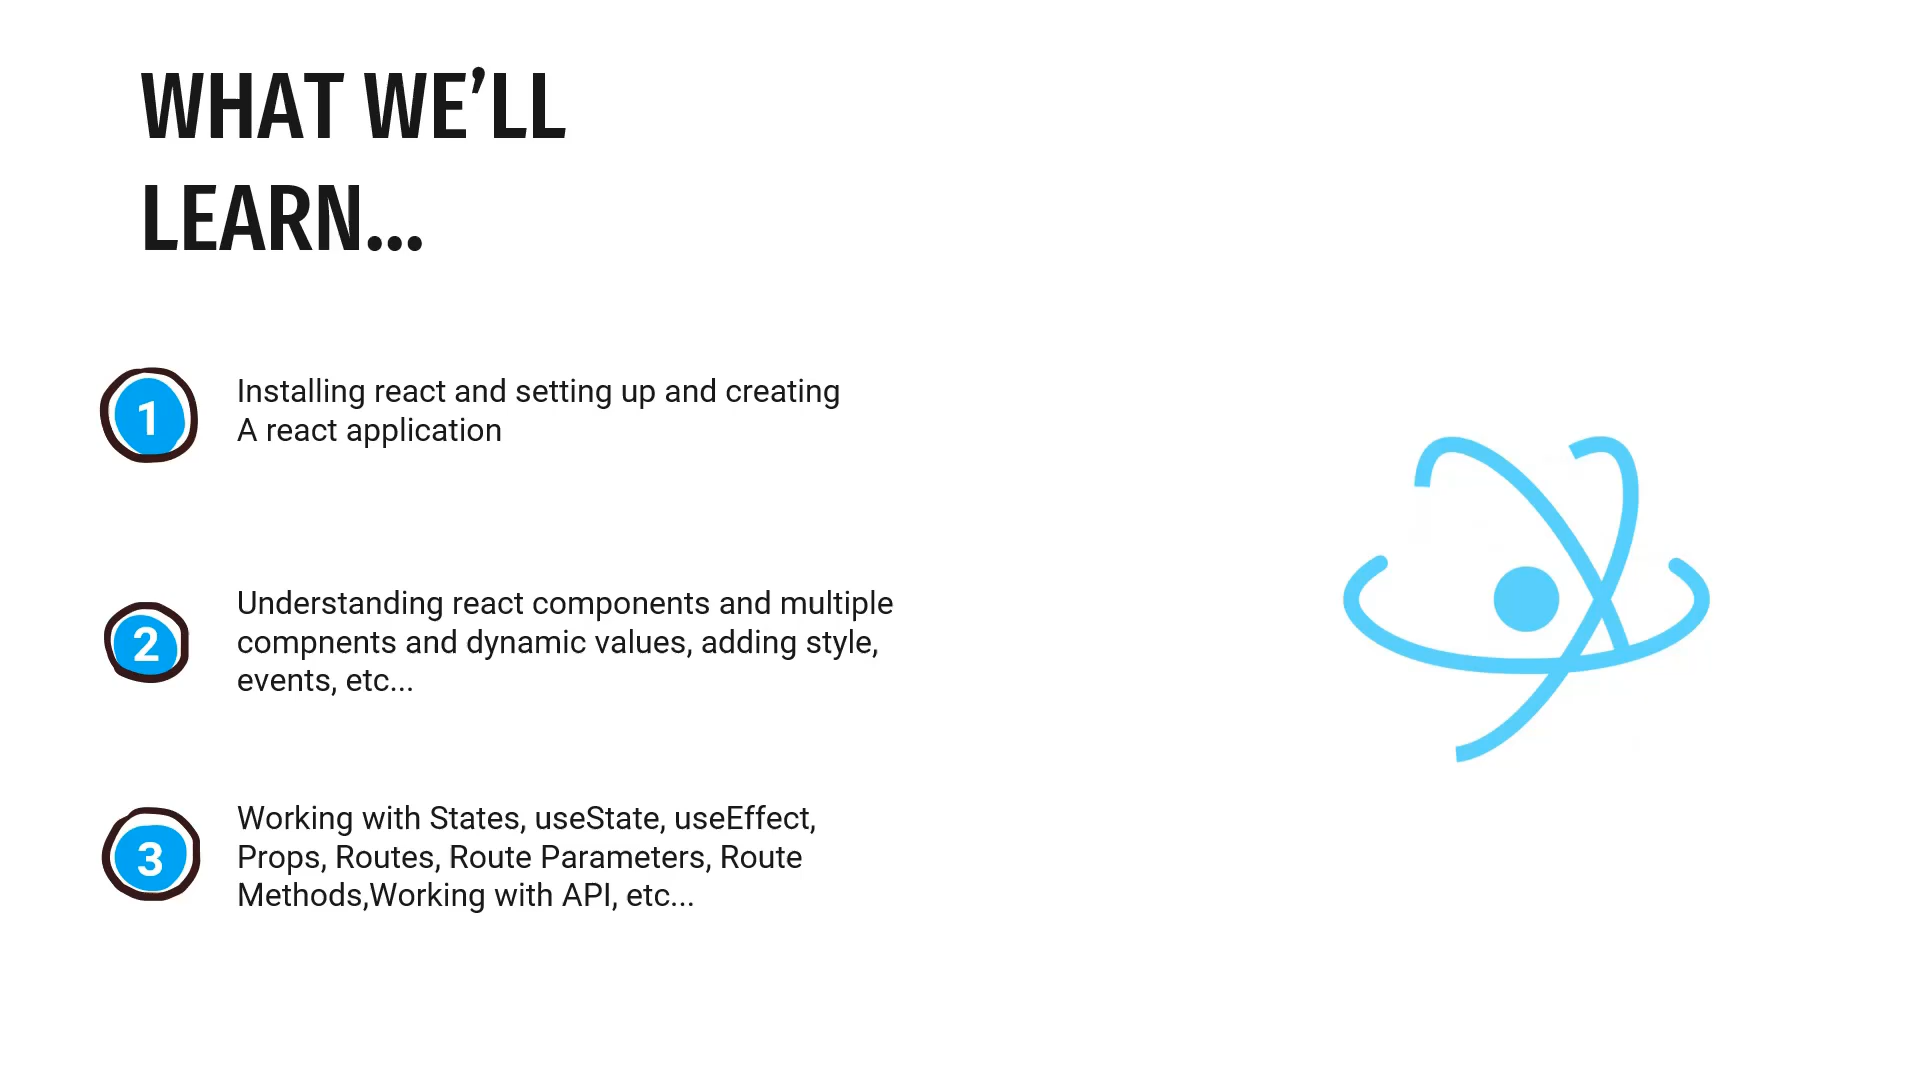 WHAT WE’LL
LEARN...
1
Installing react and setting up and creating
A react application
2
Understanding react components and multiple
compnents and dynamic values, adding style,
events, etc...
3
Working with States, useState, useEffect,
Props, Routes, Route Parameters, Route
Methods,Working with API, etc...